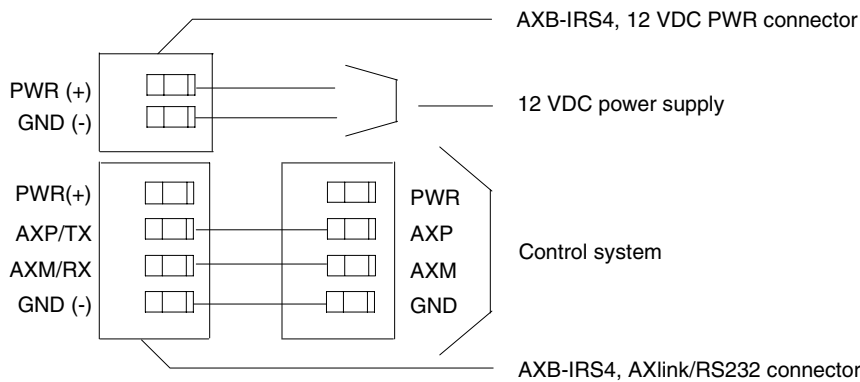 AXB-IRS4, 12 VDC PWR connector
PWR (+)
GND (-)
12 VDC power supply
PWR(+)
AXP/TX
AXM/RX
GND (-)
PWR
AXP
AXM
GND
Control system
AXB-IRS4, AXlink/RS232 connector